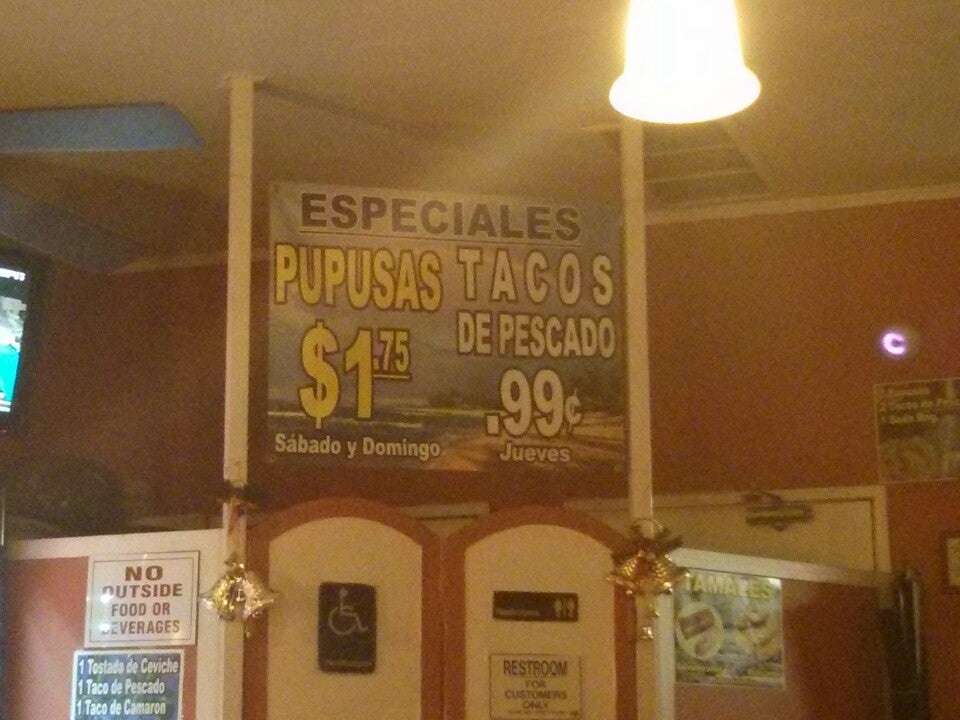 ESPECIALES
PUPUSAS
$1.75
Sábado y Domingo
TACOS
DE PESCADO
.99¢
Jueves
NO
OUTSIDE
FOOD OR
BEVERAGES
1 Tostada de Ceviche
1 Taco de Pescado
1 Taco de Camaron
RESTROOM
FOR
CUSTOMERS
ONLY
TAMALES
C